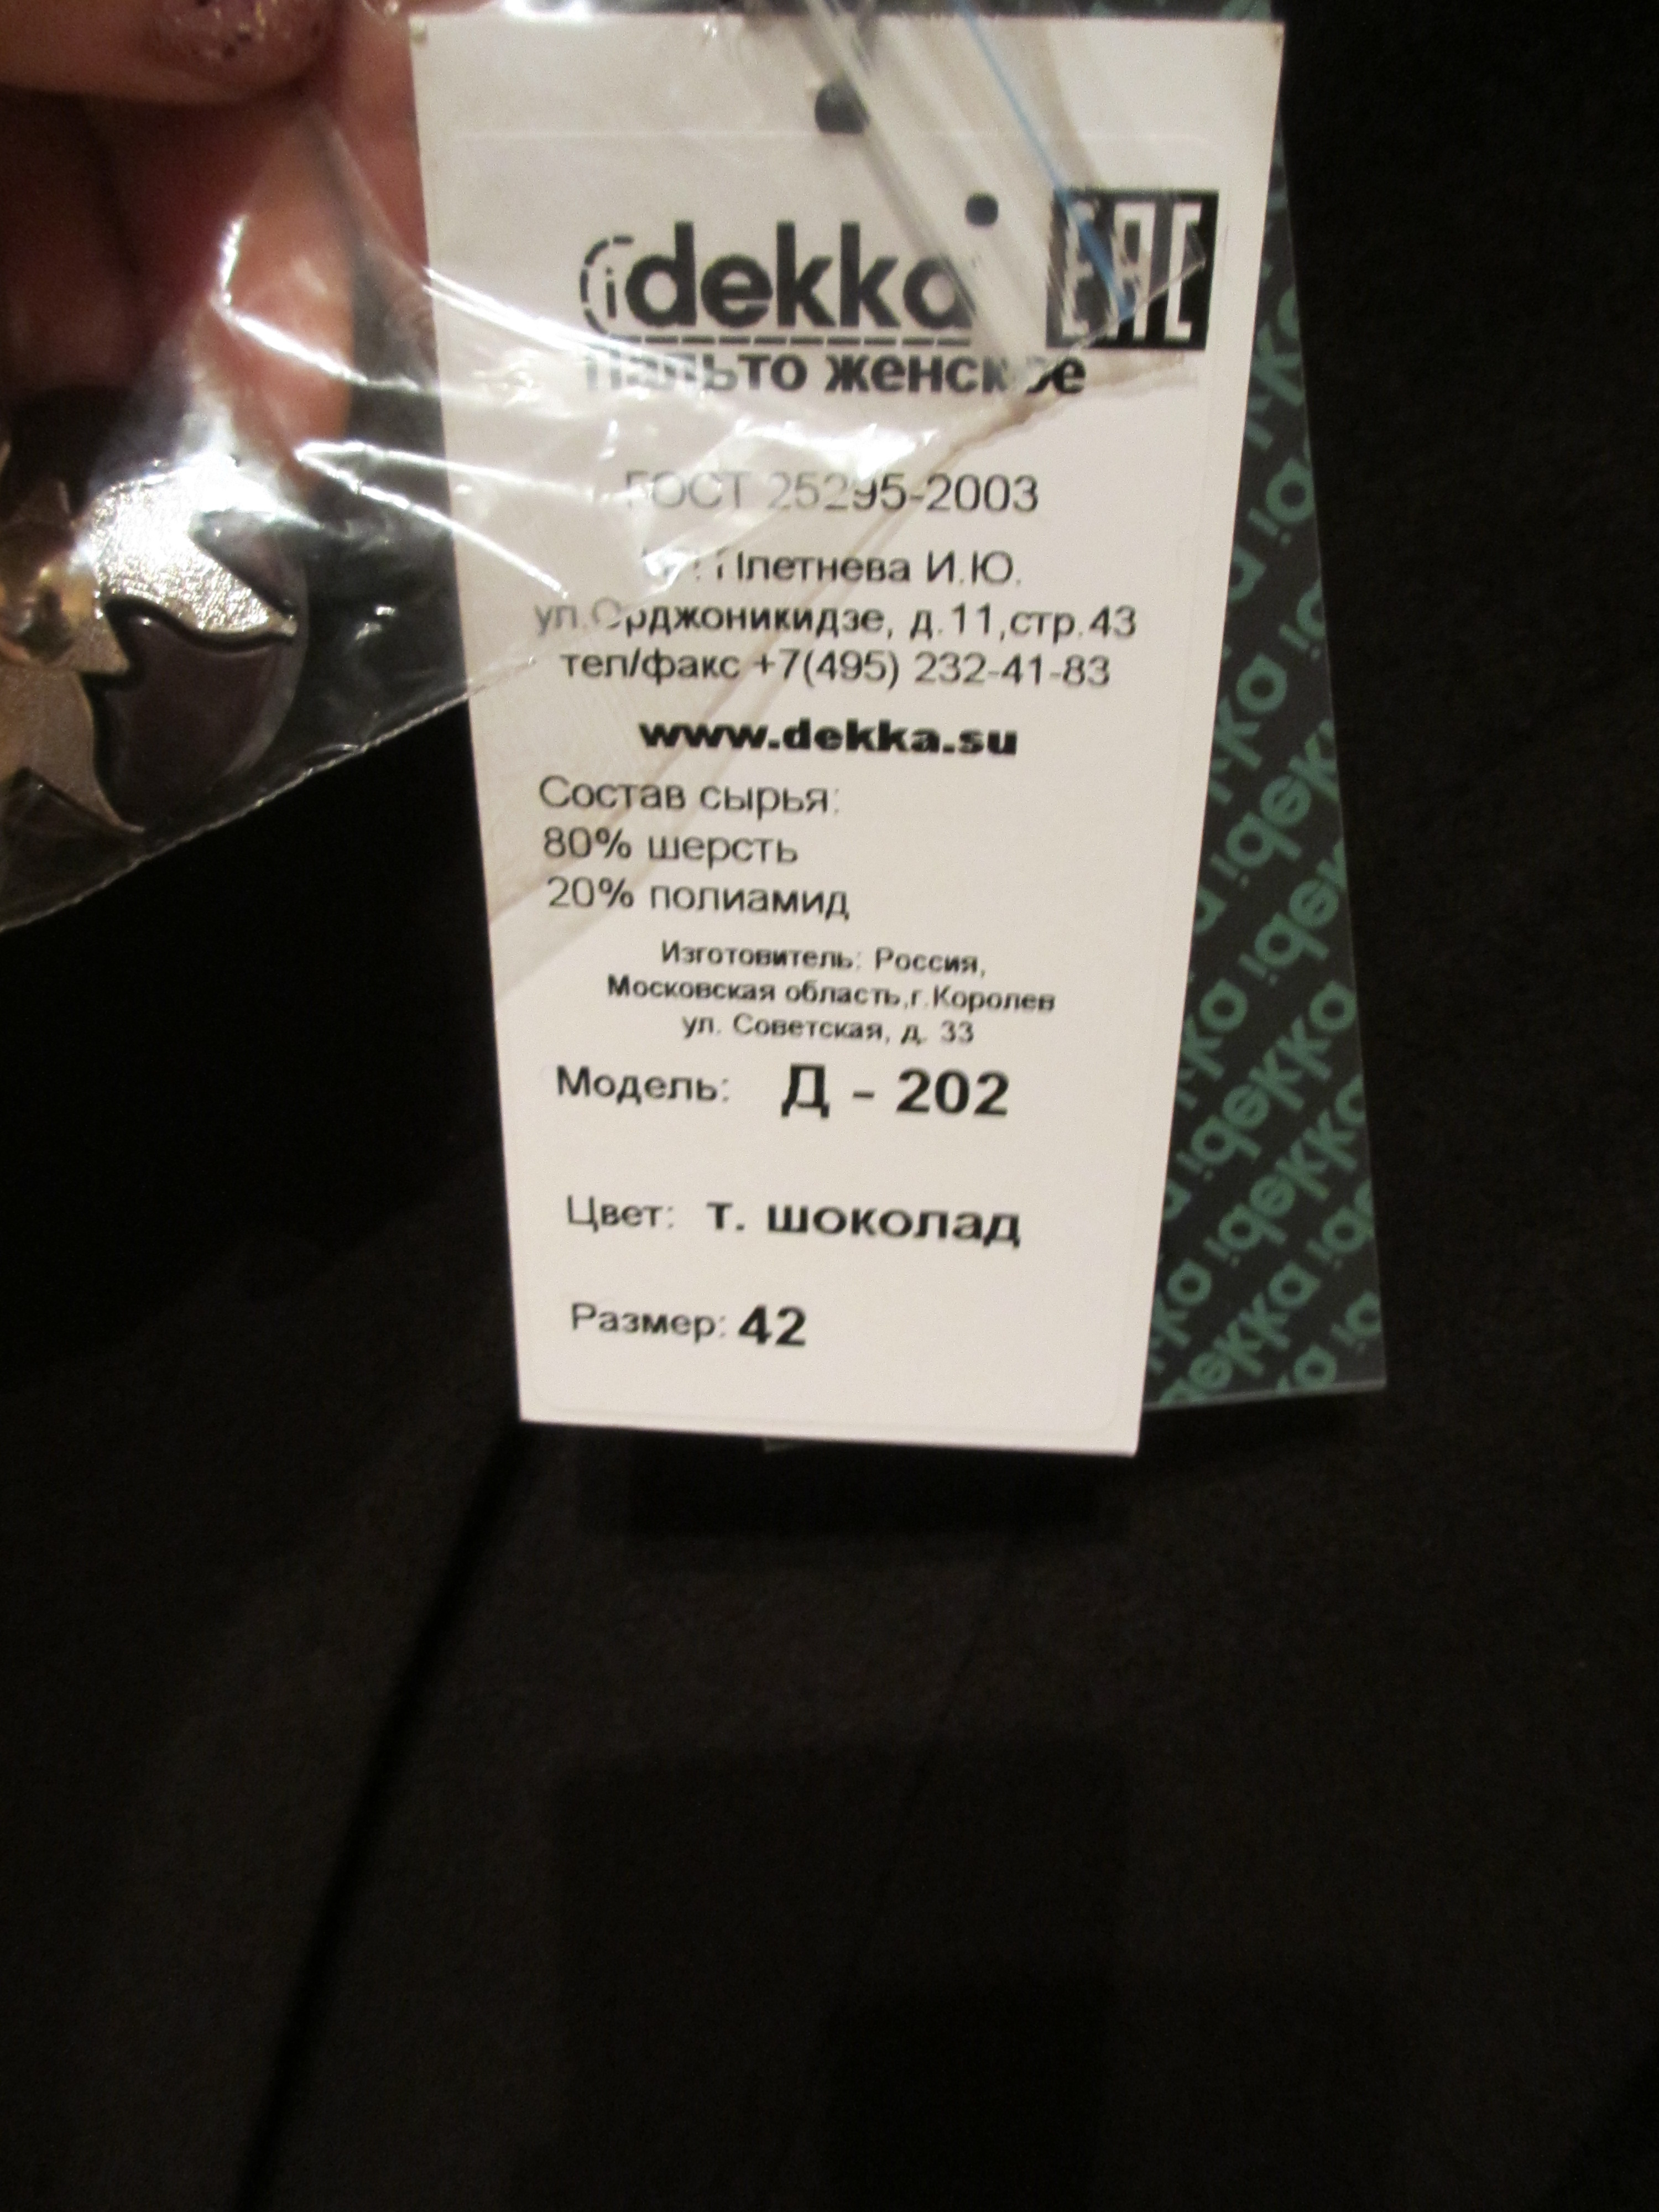 idekka
ЕАС
Пальто женское
ГОСТ 25295-2003
Плетнева И.Ю.
ул.Орджоникидзе, д.11,стр.43
тел/факс +7(495) 232-41-83
www.dekka.su
Состав сырья:
80% шерсть
20% полиамид
Изготовитель: Россия,
Московская область,г.Королев
ул. Советская, д. 33
Модель: Д - 202
Цвет: т. шоколад
Размер: 42